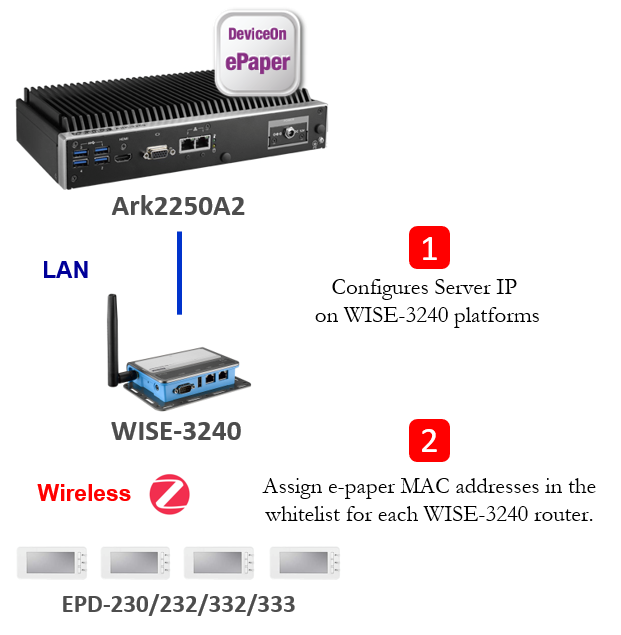 DeviceOn
ePaper
Ark2250A2
LAN
1
Configures Server IP
on WISE-3240 platforms
WISE-3240
2
Wireless
Assign e-paper MAC addresses in the
whitelist for each WISE-3240 router.
EPD-230/232/332/333